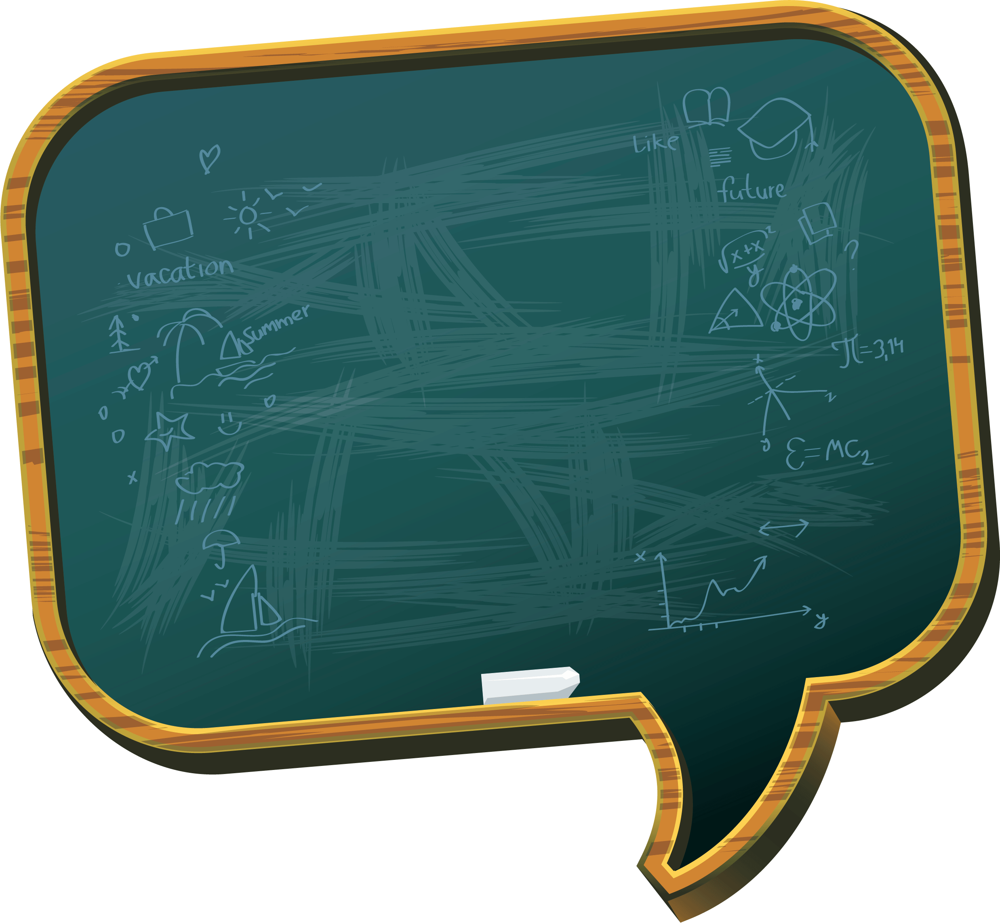 Like
future
vacation
summer
x***
y
?
π=3,14
z
ε=MC2
x